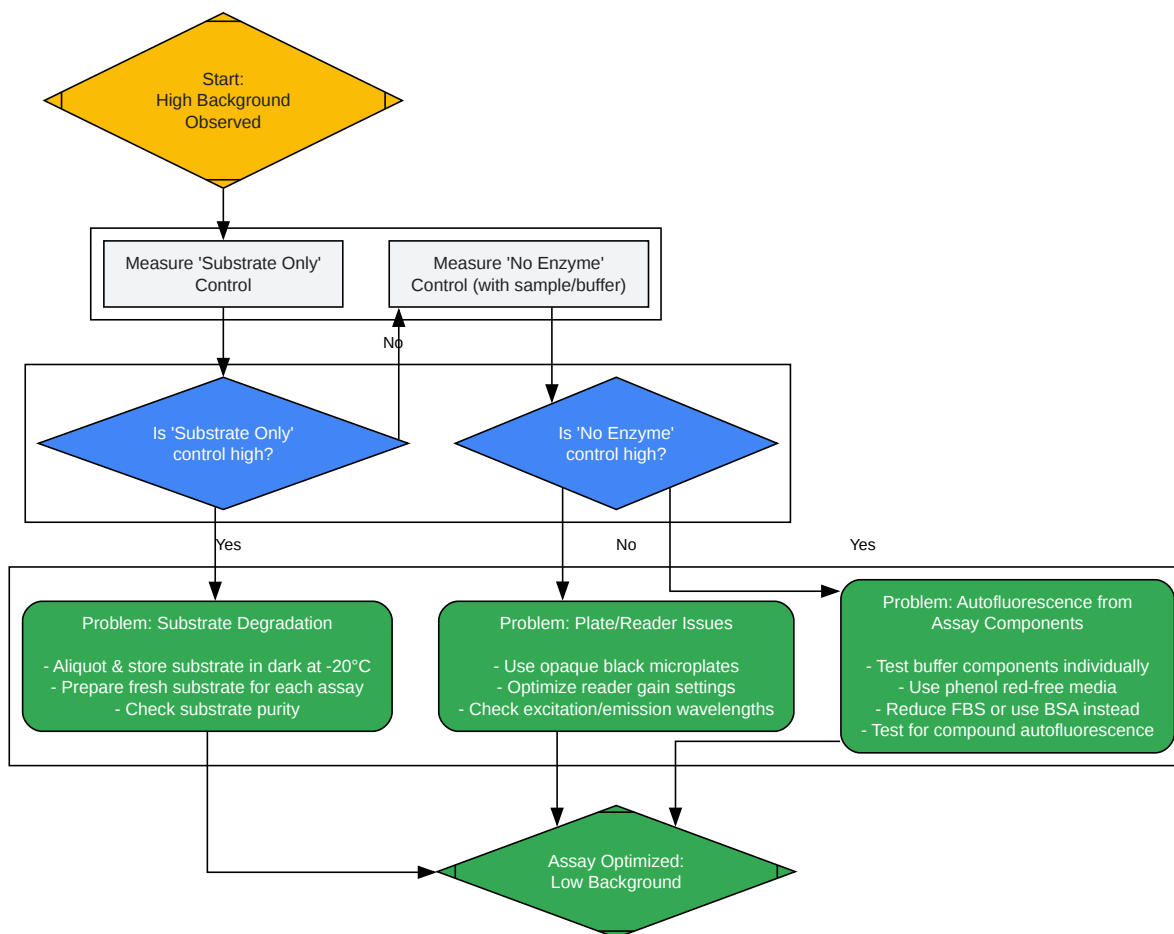 Start:
High Background
Observed
Measure 'Substrate Only'
Control
Measure 'No Enzyme'
Control (with sample/buffer)
No
Is 'Substrate Only'
control high?
Is 'No Enzyme'
control high?
Yes
No
Yes
Problem: Substrate Degradation
- Aliquot & store substrate in dark at -20°C
- Prepare fresh substrate for each assay
- Check substrate purity
Problem: Plate/Reader Issues
- Use opaque black microplates
- Optimize reader gain settings
- Check excitation/emission wavelengths
Problem: Autofluorescence from
Assay Components
- Test buffer components individually
- Use phenol red-free media
- Reduce FBS or use BSA instead
- Test for compound autofluorescence
Assay Optimized:
Low Background